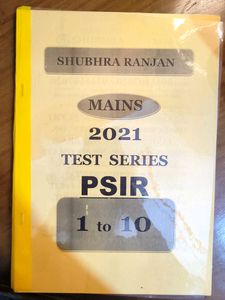 SHUBHRA RANJAN
MAINS
2021
TEST SERIES
PSIR
1 to 10